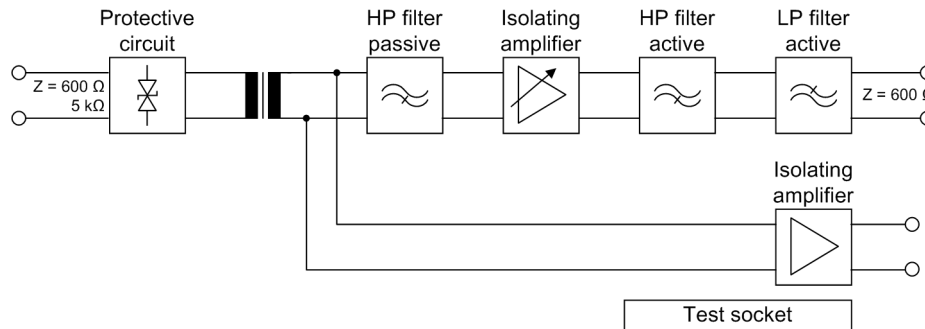 Protective
circuit
HP filter
passive
Isolating
amplifier
HP filter
active
LP filter
active
Z = 600 Ω
5 kΩ
Z = 600 Ω
Isolating
amplifier
Test socket